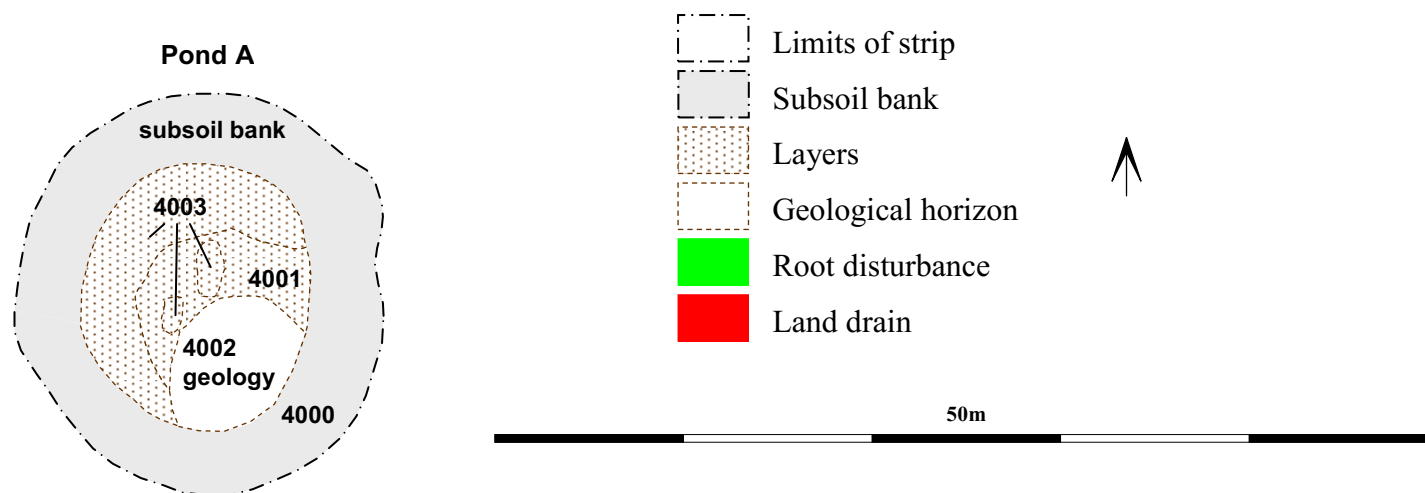 Pond A
subsoil bank
4003
4001
4002
geology
4000
Limits of strip
Subsoil bank
Layers
Geological horizon
Root disturbance
Land drain
50m